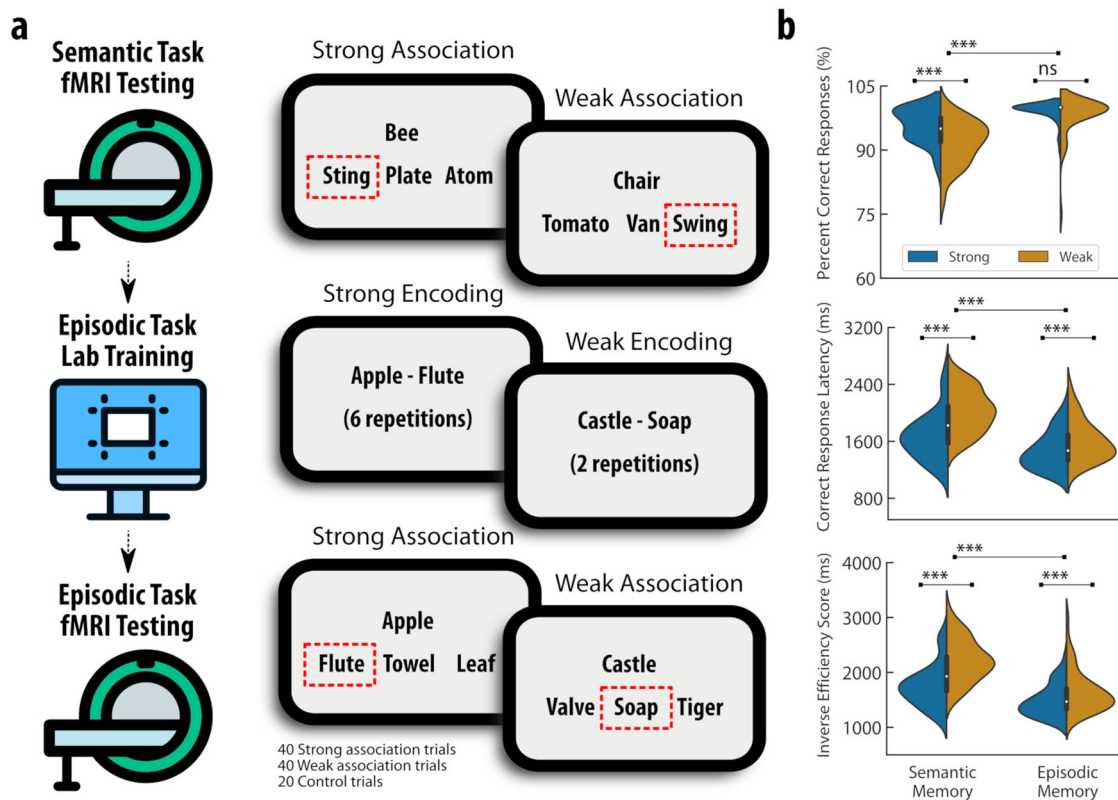 a
Semantic Task
fMRI Testing
Strong Association
Bee
Sting Plate Atom
Weak Association
Chair
Tomato Van Swing
Episodic Task
Lab Training
Strong Encoding
Apple - Flute
(6 repetitions)
Weak Encoding
Castle - Soap
(2 repetitions)
Episodic Task
fMRI Testing
Strong Association
Apple
Flute Towel Leaf
Weak Association
Castle
Valve Soap Tiger
40 Strong association trials
40 Weak association trials
20 Control trials
b
Percent Correct Responses (%)
105
90
75
60
***
***
ns
Strong Weak
Correct Response Latency (ms)
3200
2400
1600
800
***
***
***
Inverse Efficiency Score (ms)
4000
3000
2000
1000
***
***
***
Semantic
Memory
Episodic
Memory